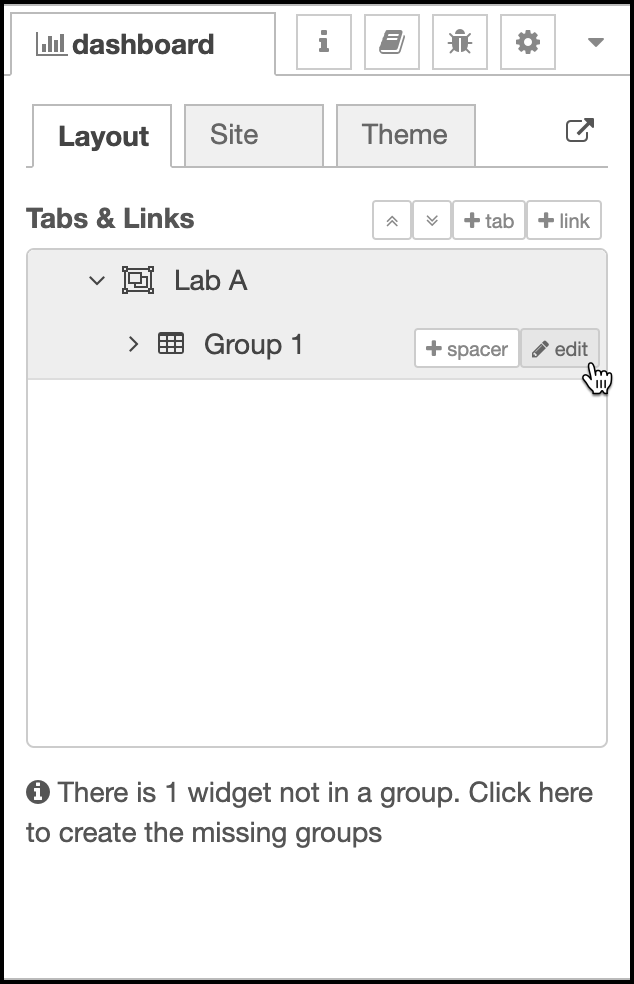 dashboard
Layout Site Theme
Tabs & Links + tab + link
Lab A
Group 1 + spacer edit
There is 1 widget not in a group. Click here
to create the missing groups